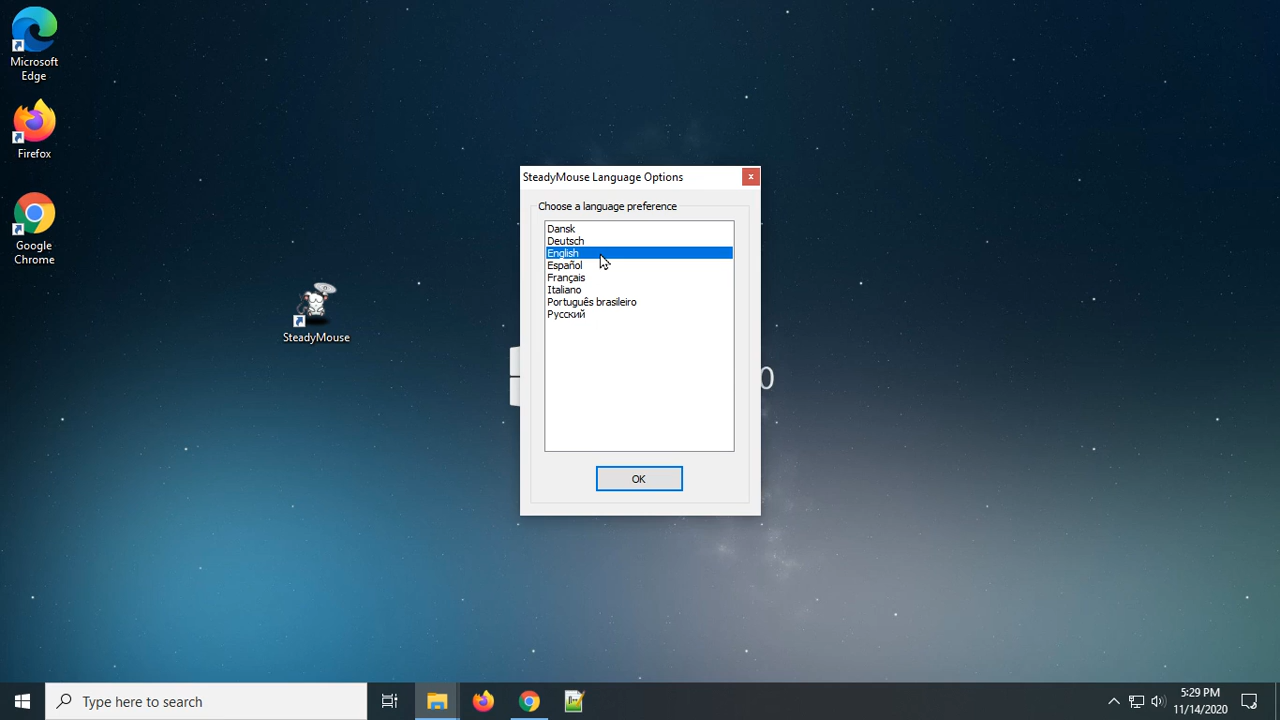 Microsoft
Edge
Firefox
Google
Chrome
SteadyMouse
SteadyMouse Language Options
Choose a language preference
Dansk
Deutsch
English
Español
Français
Italiano
Português brasileiro
Русский
OK
0
Type here to search
5:29 PM
11/14/2020